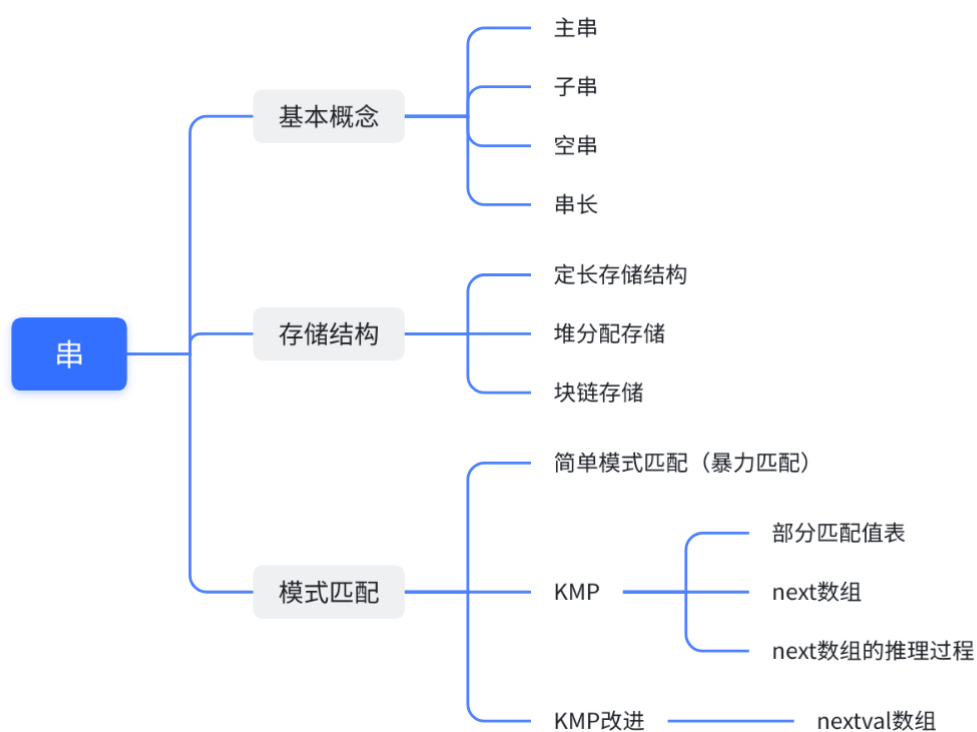 串
基本概念
主串
子串
空串
串长
存储结构
定长存储结构
堆分配存储
块链存储
模式匹配
简单模式匹配（暴力匹配）
KMP
部分匹配值表
next数组
next数组的推理过程
KMP改进
nextval数组